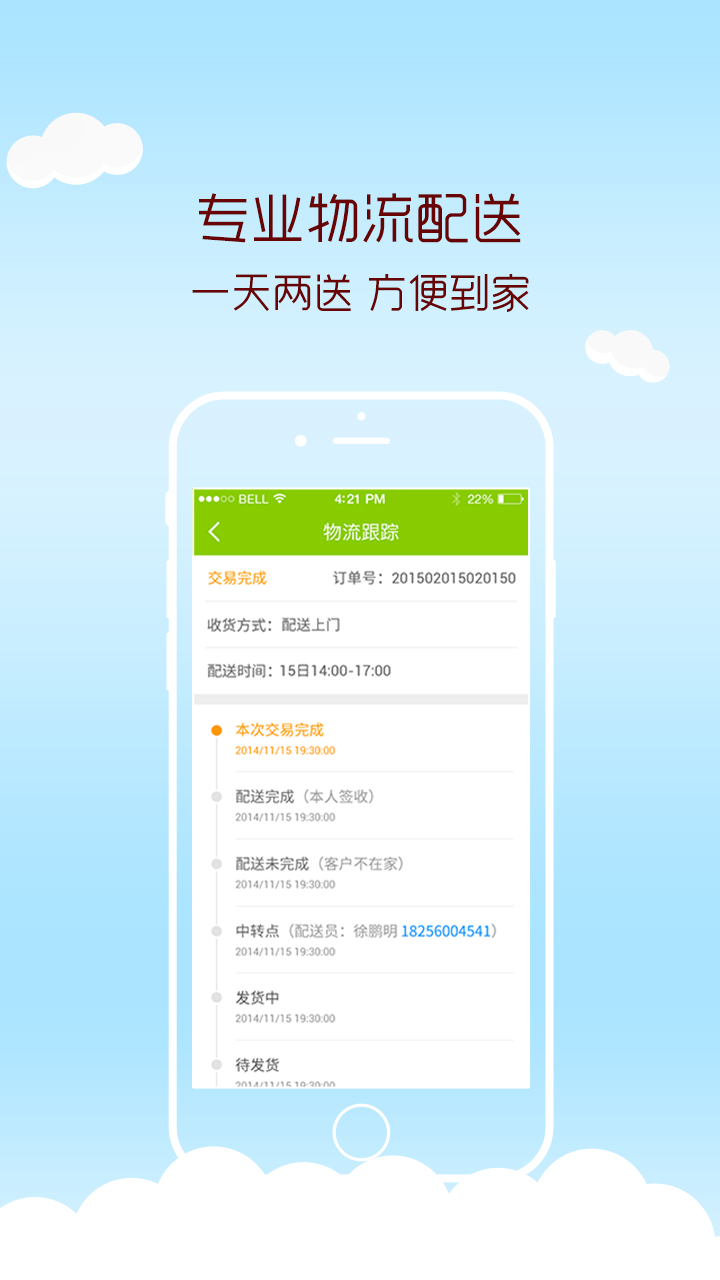 专业物流配送
一天两送 方便到家
BELL 4:21 PM 22%
物流跟踪
交易完成 订单号：201502015020150
收货方式：配送上门
配送时间：15日14:00-17:00
本次交易完成
2014/11/15 19:30:00
配送完成（本人签收）
2014/11/15 19:30:00
配送未完成（客户不在家）
2014/11/15 19:30:00
中转点（配送员：徐鹏明 18256004541）
2014/11/15 19:30:00
发货中
2014/11/15 19:30:00
待发货
2014/11/15 19:30:00